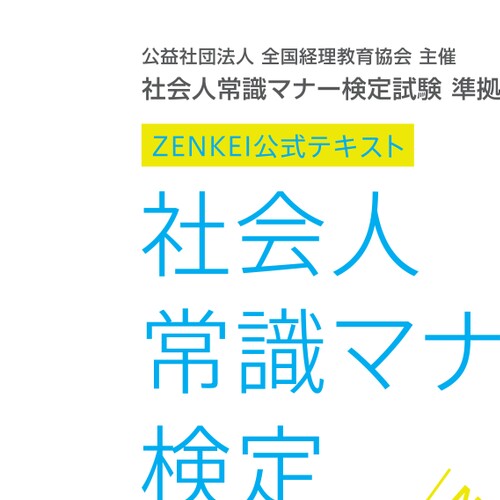 公益社団法人 全国経理教育協会 主催
社会人常識マナー検定試験 準拠
ZENKEI公式テキスト
社会人
常識マナ
検定